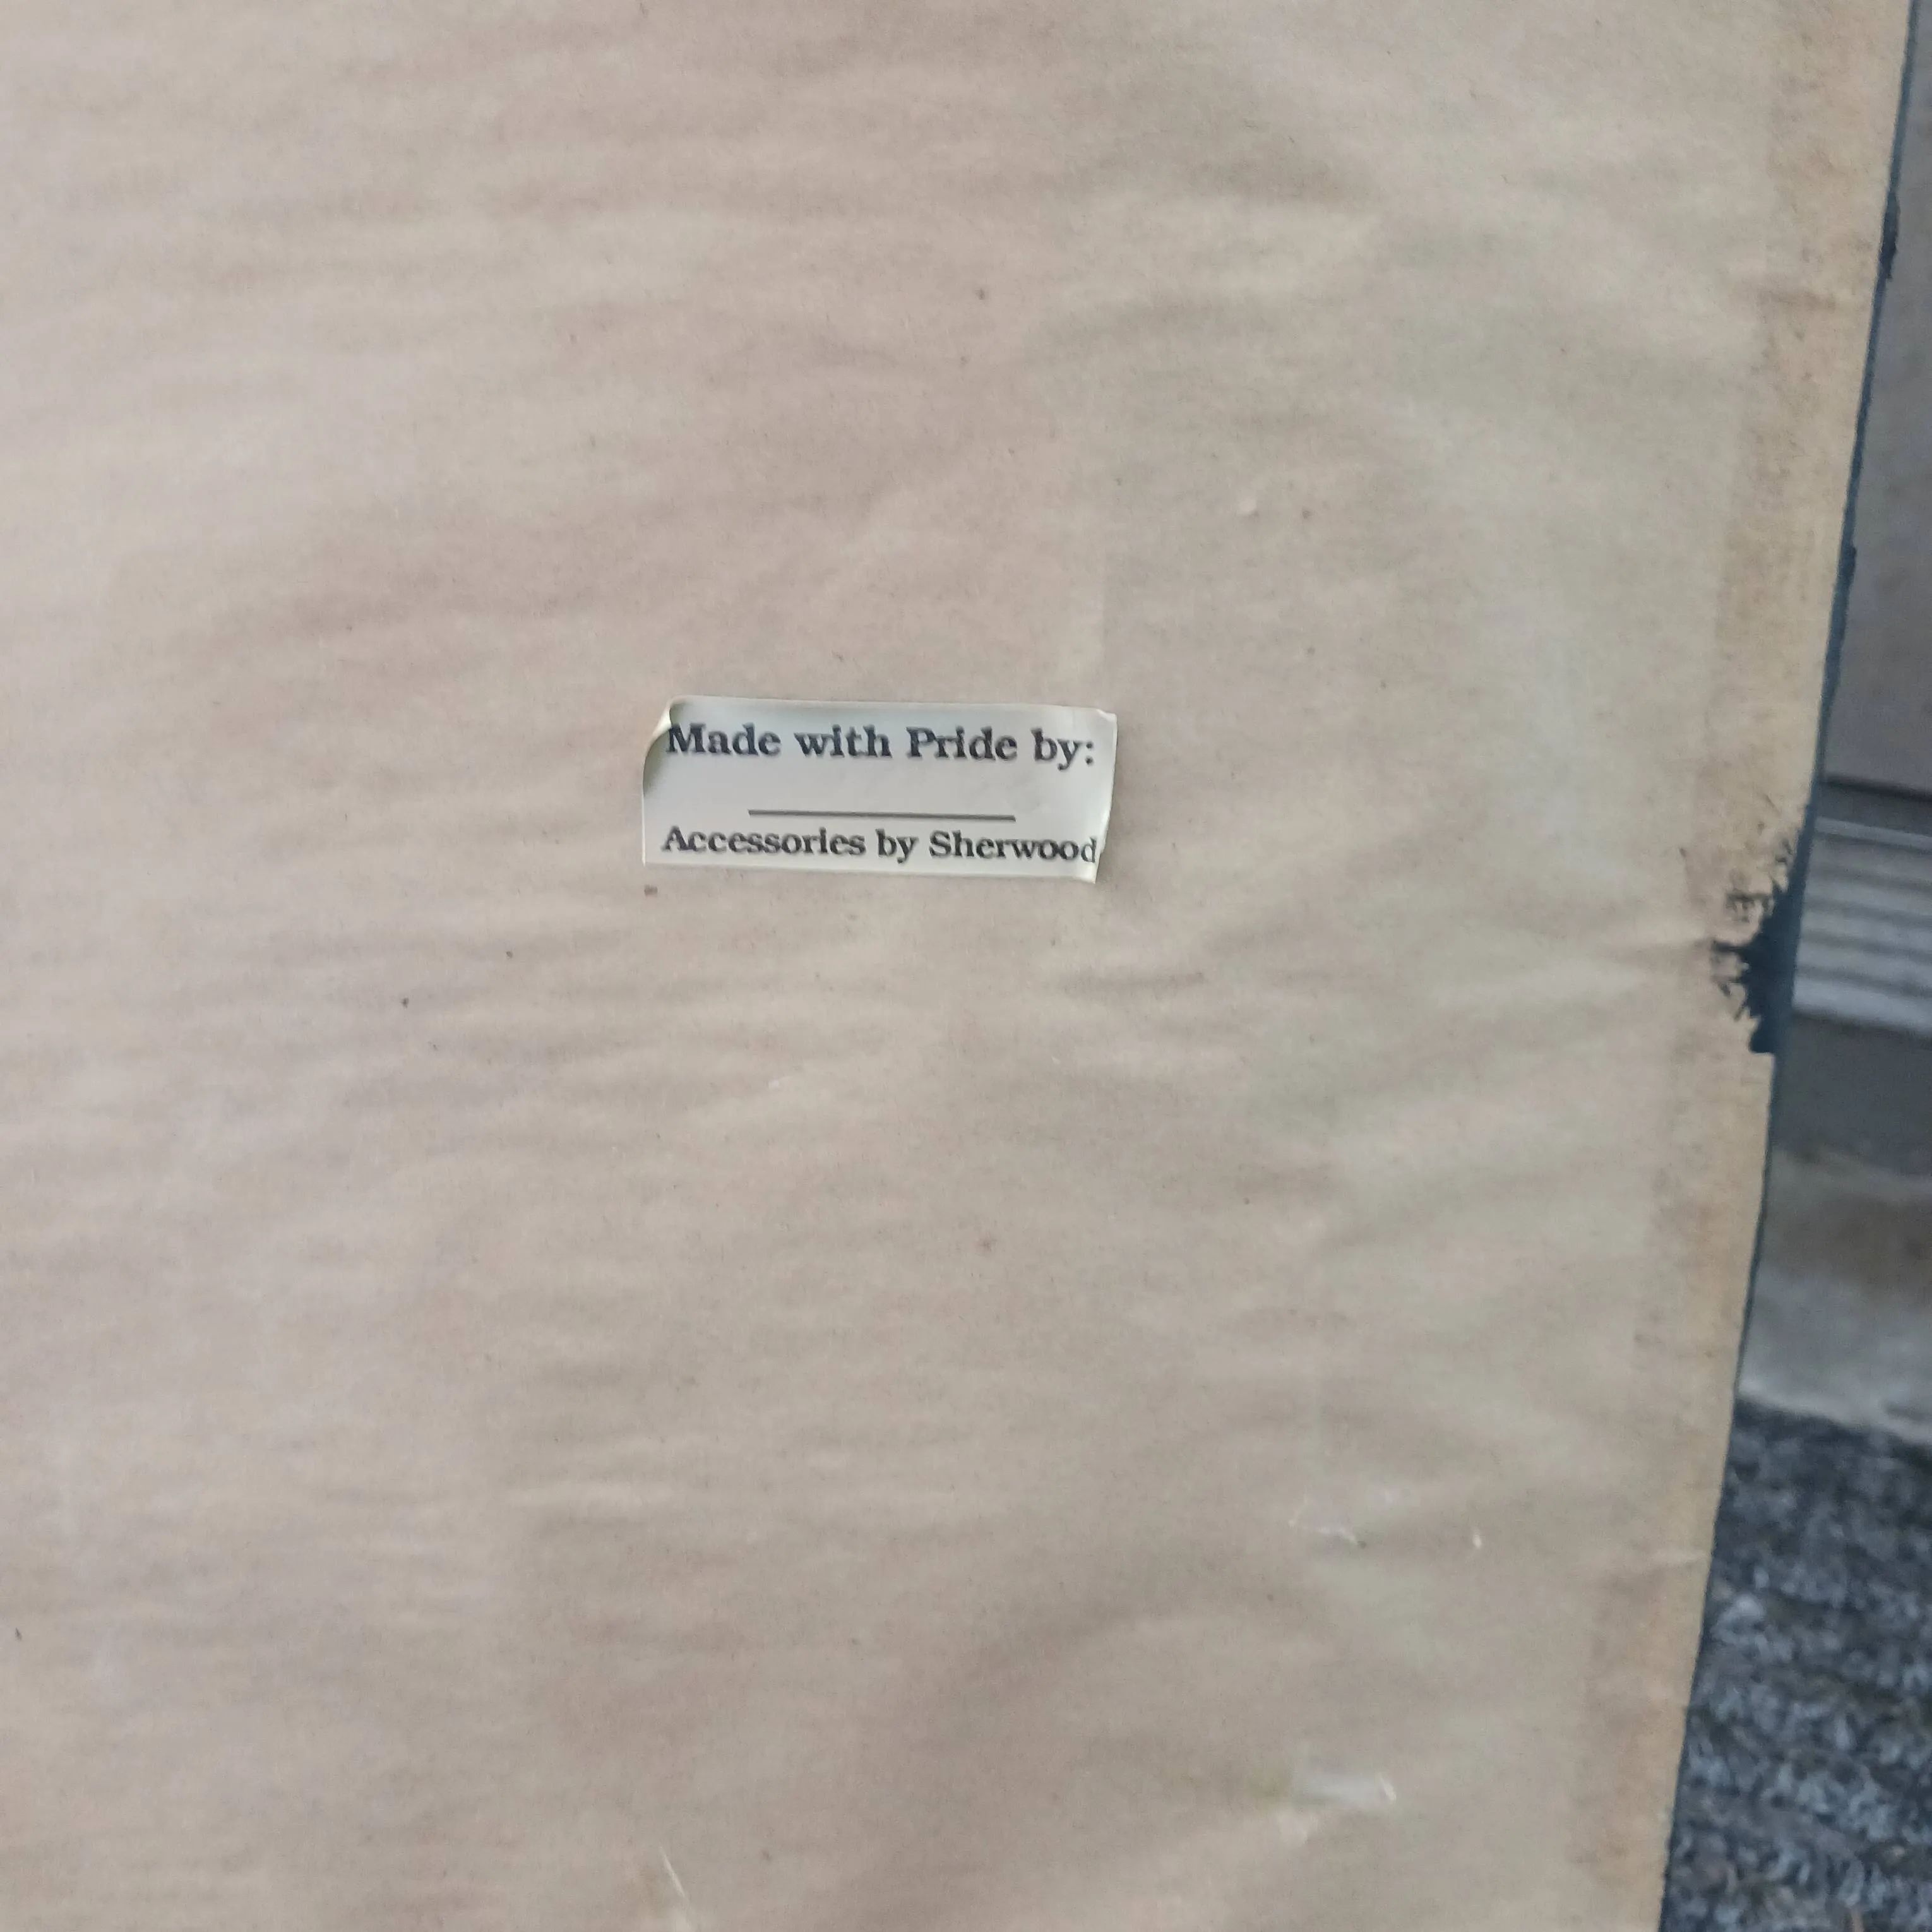 Made with Pride by:
Accessories by Sherwood